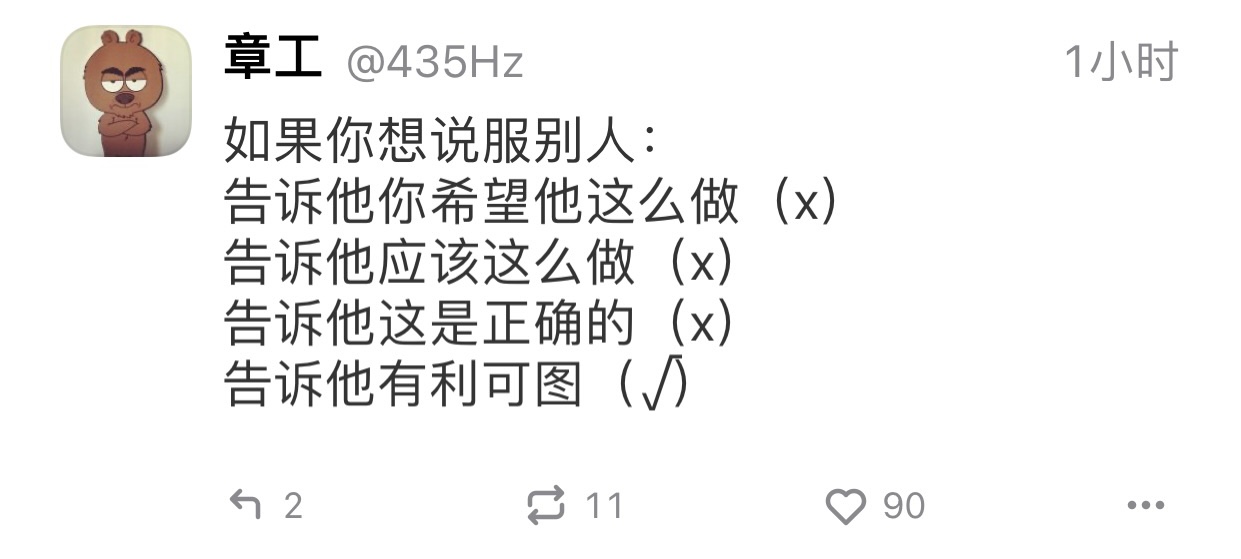 章工 @435Hz 1小时
如果你想说服别人：
告诉他你希望他这么做（x）
告诉他应该这么做（x）
告诉他这是正确的（x）
告诉他有利可图（√）
2 11 90